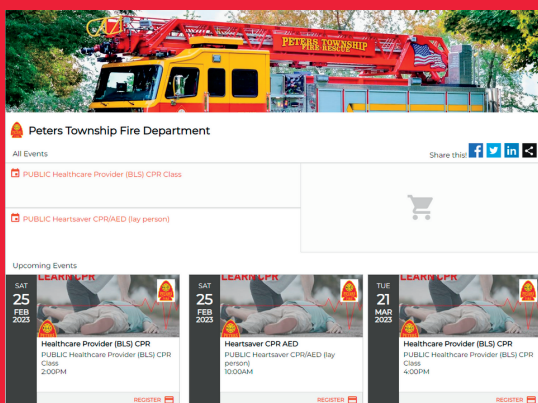 PETERS TOWNSHIP
FIRE-RESCUE
Peters Township Fire Department
All Events
Share this!
PUBLIC Healthcare Provider (BLS) CPR Class
PUBLIC Heartsaver CPR/AED (lay person)
Upcoming Events
SAT
25
FEB
2023
LEARN CPR
PETERS
Healthcare Provider (BLS) CPR
PUBLIC Healthcare Provider (BLS) CPR
Class
2:00PM
REGISTER
SAT
25
FEB
2023
LEARN CPR
PETERS
Heartsaver CPR AED
PUBLIC Heartsaver CPR/AED (lay
person)
10:00AM
REGISTER
TUE
21
MAR
2023
LEARN CPR
PETERS
Healthcare Provider (BLS) CPR
PUBLIC Healthcare Provider (BLS) CPR
Class
4:00PM
REGISTER